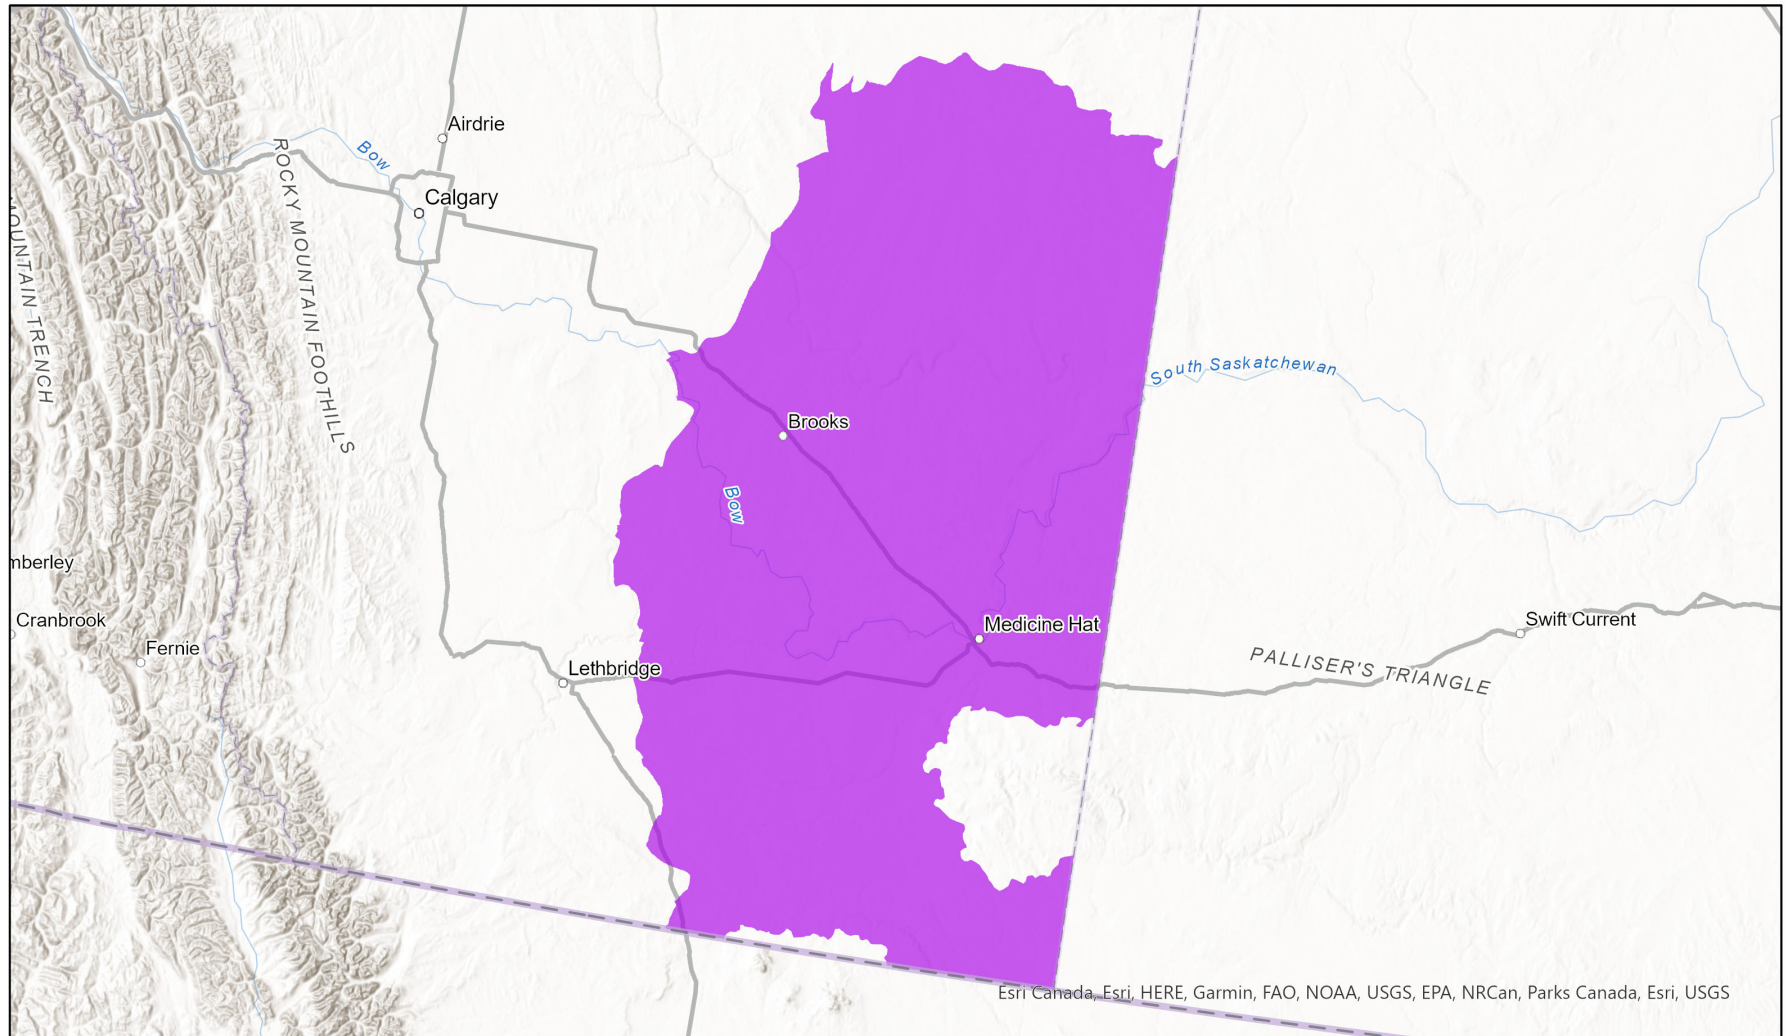 Airdrie
Bow
Calgary
ROCKY MOUNTAIN FOOTHILLS
MOUNTAIN TRENCH
South Saskatchewan
Brooks
Bow
mberley
Cranbrook
Fernie
Medicine Hat
Swift Current
Lethbridge
PALLISER'S TRIANGLE
Esri Canada, Esri, HERE, Garmin, FAO, NOAA, USGS, EPA, NRCan, Parks Canada, Esri, USGS